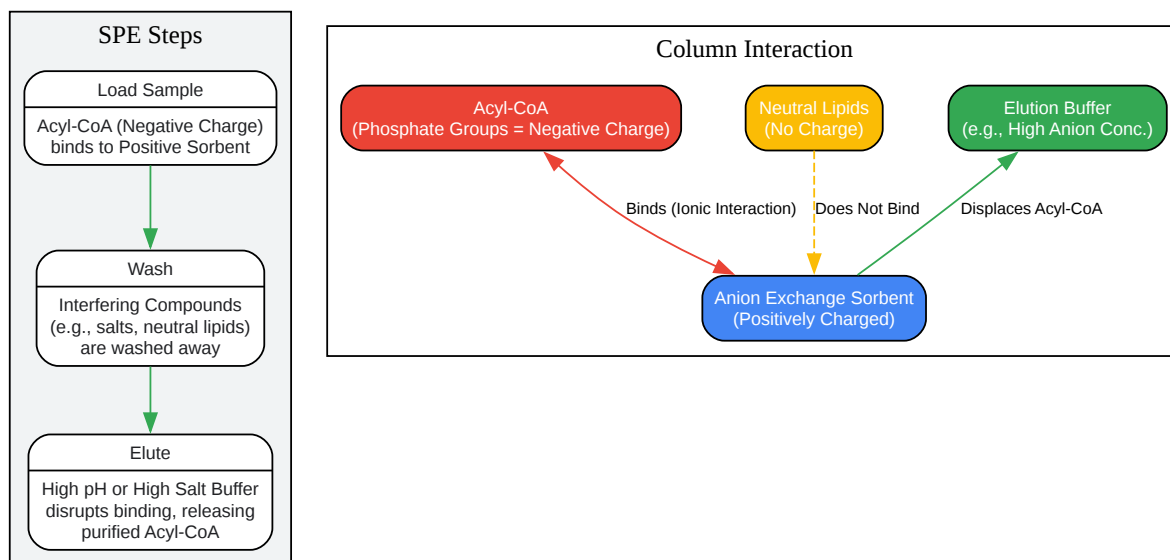 SPE Steps
Load Sample
Acyl-CoA (Negative Charge)
binds to Positive Sorbent
Wash
Interfering Compounds
(e.g., salts, neutral lipids)
are washed away
Elute
High pH or High Salt Buffer
disrupts binding, releasing
purified Acyl-CoA
Column Interaction
Acyl-CoA
(Phosphate Groups = Negative Charge)
Neutral Lipids
(No Charge)
Elution Buffer
(e.g., High Anion Conc.)
Binds (Ionic Interaction)
Does Not Bind
Displaces Acyl-CoA
Anion Exchange Sorbent
(Positively Charged)